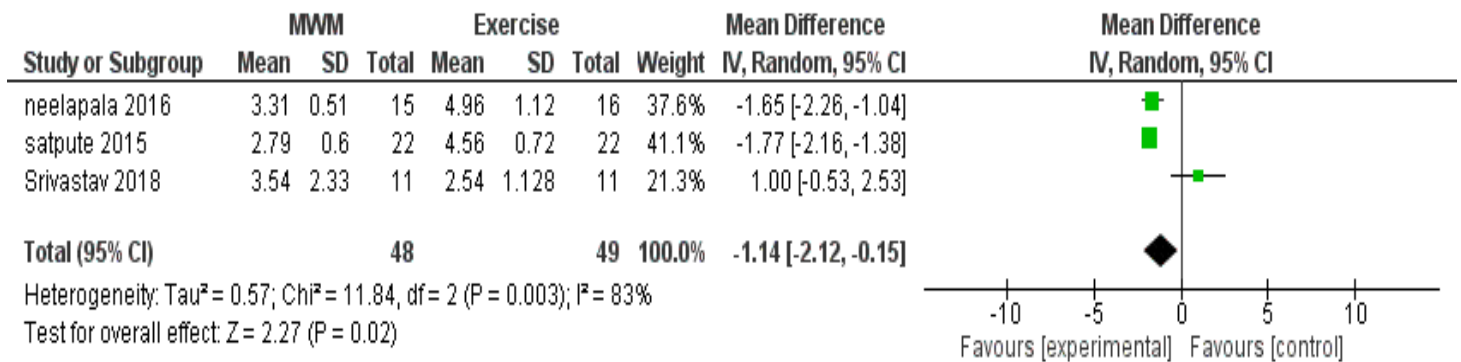 MWM Exercise Mean Difference Mean Difference
Study or Subgroup Mean SD Total Mean SD Total Weight IV, Random, 95% CI IV, Random, 95% CI
neelapala 2016 3.31 0.51 15 4.96 1.12 16 37.6% -1.65 [-2.26, -1.04]
satpute 2015 2.79 0.6 22 4.56 0.72 22 41.1% -1.77 [-2.16, -1.38]
Srivastav 2018 3.54 2.33 11 2.54 1.128 11 21.3% 1.00 [-0.53, 2.53]
Total (95% CI) 48 49 100.0% -1.14 [-2.12, -0.15]
Heterogeneity: Tau² = 0.57; Chi² = 11.84, df = 2 (P = 0.003); I² = 83%
Test for overall effect: Z = 2.27 (P = 0.02)
-10 -5 0 5 10
Favours [experimental] Favours [control]